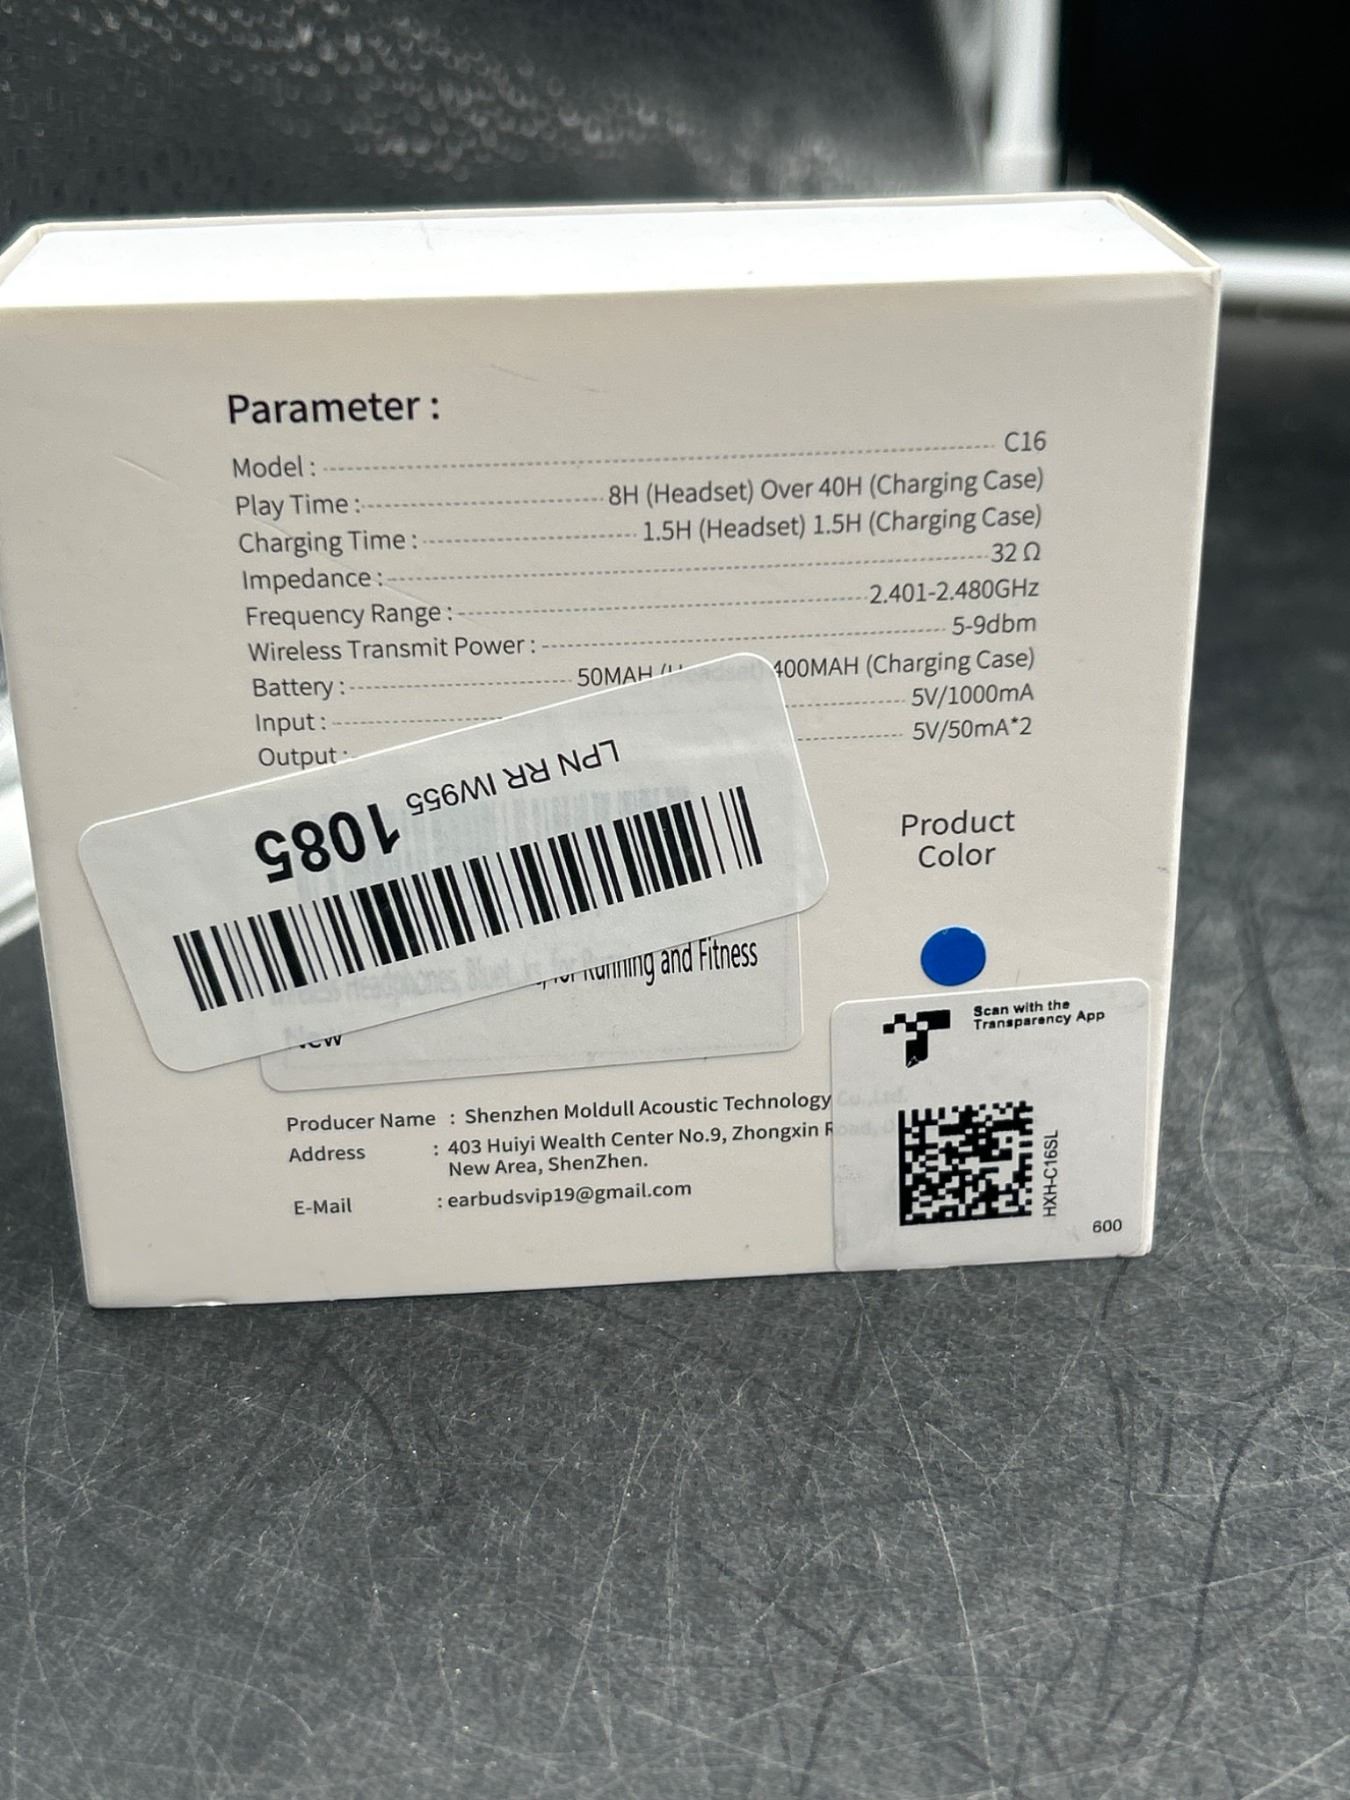 Parameter :
Model : C16
Play Time : 8H (Headset) Over 40H (Charging Case)
Charging Time : 1.5H (Headset) 1.5H (Charging Case)
Impedance : 32 Ω
Frequency Range : 2.401-2.480GHz
Wireless Transmit Power : 5-9dbm
Battery : 50MAH (Headset) 400MAH (Charging Case)
Input : 5V/1000mA
Output : 5V/50mA*2
LPN RR IW955
1085
Product
Color
for Running and Fitness
New
Scan with the
Transparency App
HXH-C16SL
600
Producer Name : Shenzhen Moldull Acoustic Technology Co.,Ltd.
Address : 403 Huiyi Wealth Center No.9, Zhongxin Road,
New Area, ShenZhen.
E-Mail : earbudsvip19@gmail.com